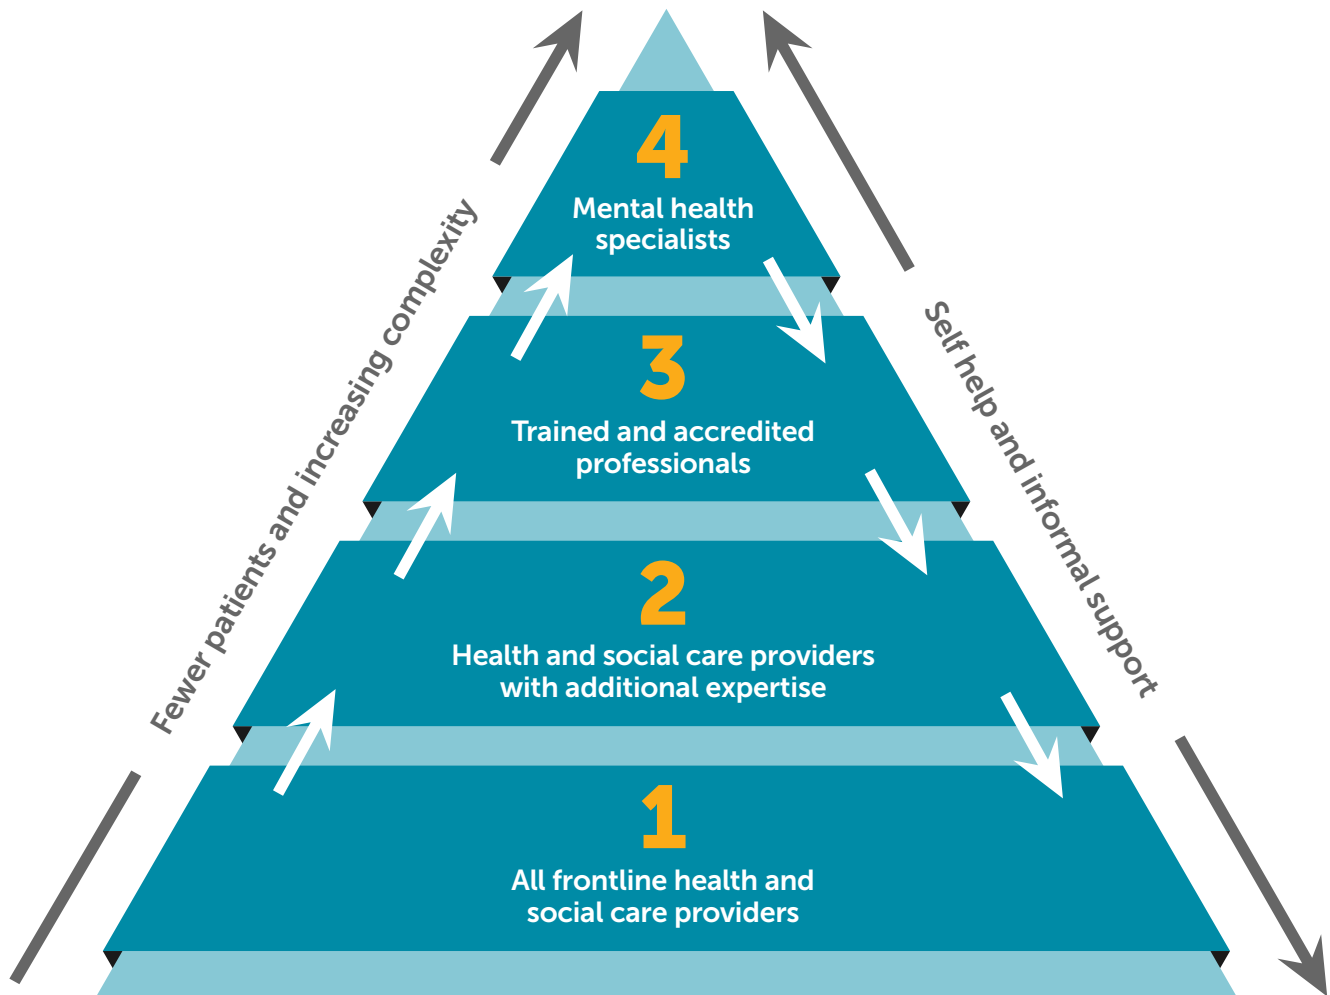 4
Mental health
specialists
3
Trained and accredited
professionals
2
Health and social care providers
with additional expertise
1
All frontline health and
social care providers
Fewer patients and increasing complexity
Self help and informal support